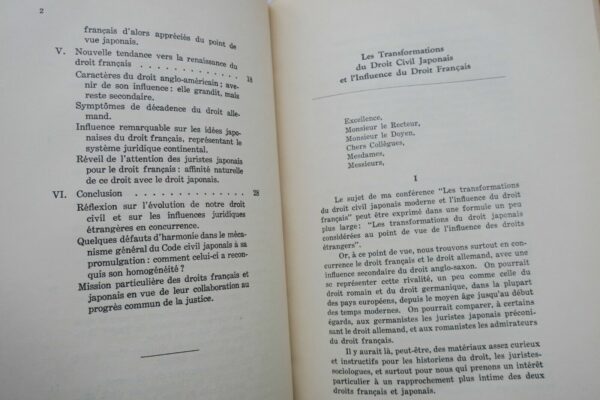 2
français d'alors appréciés du point de
vue japonais.
V. Nouvelle tendance vers la renaissance du
droit français . . . . . . . . . . . . . . 18
Caractères du droit anglo-américain; ave-
nir de son influence : elle grandit, mais
reste secondaire.
Symptômes de décadence du droit alle-
mand.
Influence remarquable sur les idées japo-
naises du droit français, représentant le
système juridique continental.
Réveil de l'attention des juristes japonais
pour le droit français : affinité naturelle
de ce droit avec le droit japonais.
VI. Conclusion . . . . . . . . . . . . . . 28
Réflexion sur l'évolution de notre droit
civil et sur les influences juridiques
étrangères en concurrence.
Quelques défauts d'harmonie dans le méca-
nisme général du Code civil japonais à sa
promulgation : comment celui-ci a recon-
quis son homogénéité ?
Mission particulière des droits français et
japonais en vue de leur collaboration au
progrès commun de la justice.
Les Transformations
du Droit Civil Japonais
et l'Influence du Droit Français
Excellence,
Monsieur le Recteur,
Monsieur le Doyen,
Chers Collègues,
Mesdames,
Messieurs,
I
Le sujet de ma conférence "Les transformations
du droit civil japonais moderne et l'influence du droit
français" peut être exprimé dans une formule un peu
plus large: "Les transformations du droit japonais
considérées au point de vue de l'influence des droits
étrangers".
Or, à ce point de vue, nous trouvons surtout en con-
currence le droit français et le droit allemand, avec une
influence secondaire du droit anglo-saxon. On pourrait
se représenter cette rivalité, un peu comme celle du
droit romain et du droit germanique, dans la plupart
des pays européens, depuis le moyen âge jusqu'au début
des temps modernes. On pourrait comparer, à certains
égards, aux germanistes les juristes japonais préconi-
sant le droit allemand, et aux romanistes les admirateurs
du droit français.
Il y aurait là, peut-être, des matériaux assez curieux
et instructifs pour les historiens du droit, les juristes-
sociologues, et surtout pour nous qui prenons un intérêt
particulier à un rapprochement plus intime des deux
droits français et japonais.